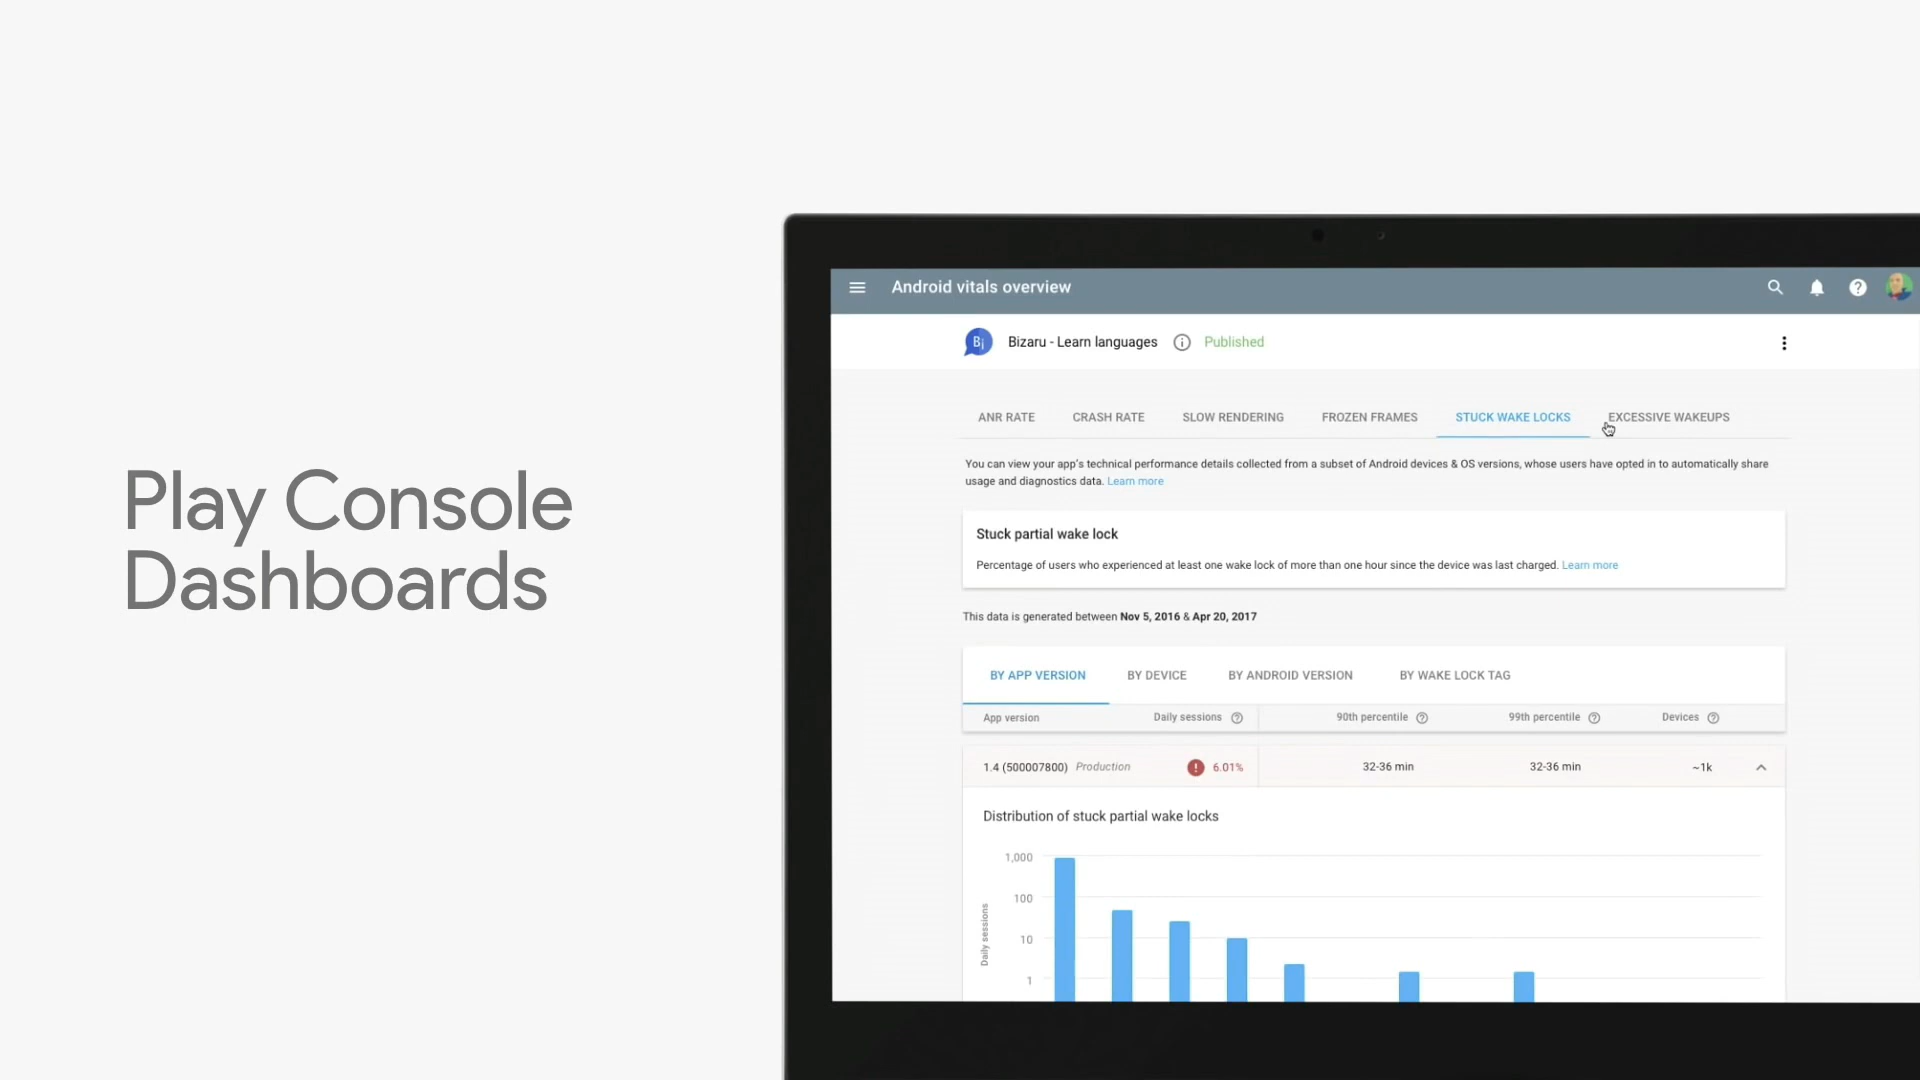 Play Console
Dashboards
Android vitals overview
Bi
Bizaru - Learn languages
Published
ANR RATE
CRASH RATE
SLOW RENDERING
FROZEN FRAMES
STUCK WAKE LOCKS
EXCESSIVE WAKEUPS
You can view your app's technical performance details collected from a subset of Android devices & OS versions, whose users have opted in to automatically share
usage and diagnostics data. Learn more
Stuck partial wake lock
Percentage of users who experienced at least one wake lock of more than one hour since the device was last charged. Learn more
This data is generated between Nov 5, 2016 & Apr 20, 2017
BY APP VERSION
BY DEVICE
BY ANDROID VERSION
BY WAKE LOCK TAG
App version
Daily sessions
90th percentile
99th percentile
Devices
1.4 (500007800) Production
6.01%
32-36 min
32-36 min
~1k
Distribution of stuck partial wake locks
Daily sessions
1,000
100
10
1